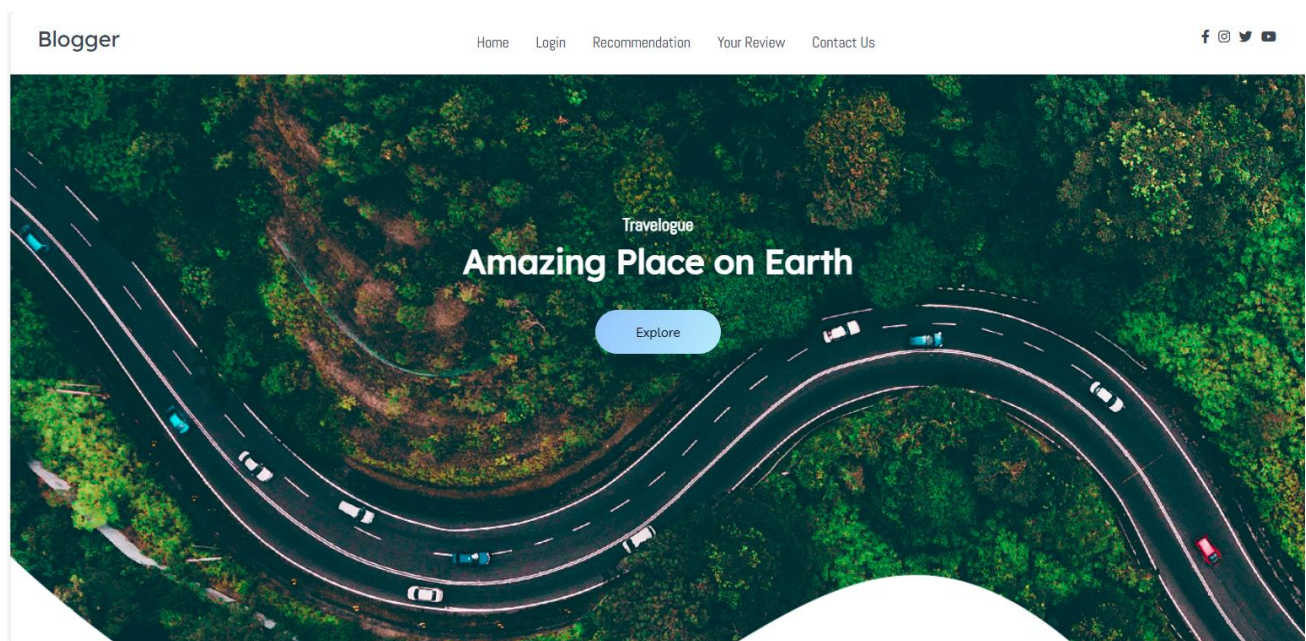 Blogger
Home Login Recommendation Your Review Contact Us
Travelogue
Amazing Place on Earth
Explore